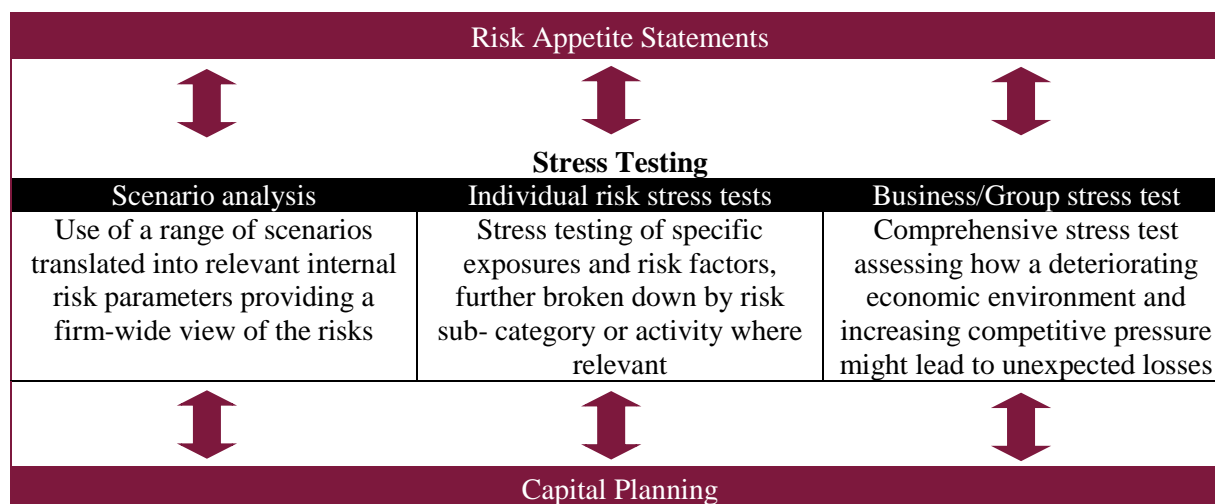 Risk Appetite Statements
Stress Testing
Scenario analysis
Use of a range of scenarios
translated into relevant internal
risk parameters providing a
firm-wide view of the risks
Individual risk stress tests
Stress testing of specific
exposures and risk factors,
further broken down by risk
sub- category or activity where
relevant
Business/Group stress test
Comprehensive stress test
assessing how a deteriorating
economic environment and
increasing competitive pressure
might lead to unexpected losses
Capital Planning